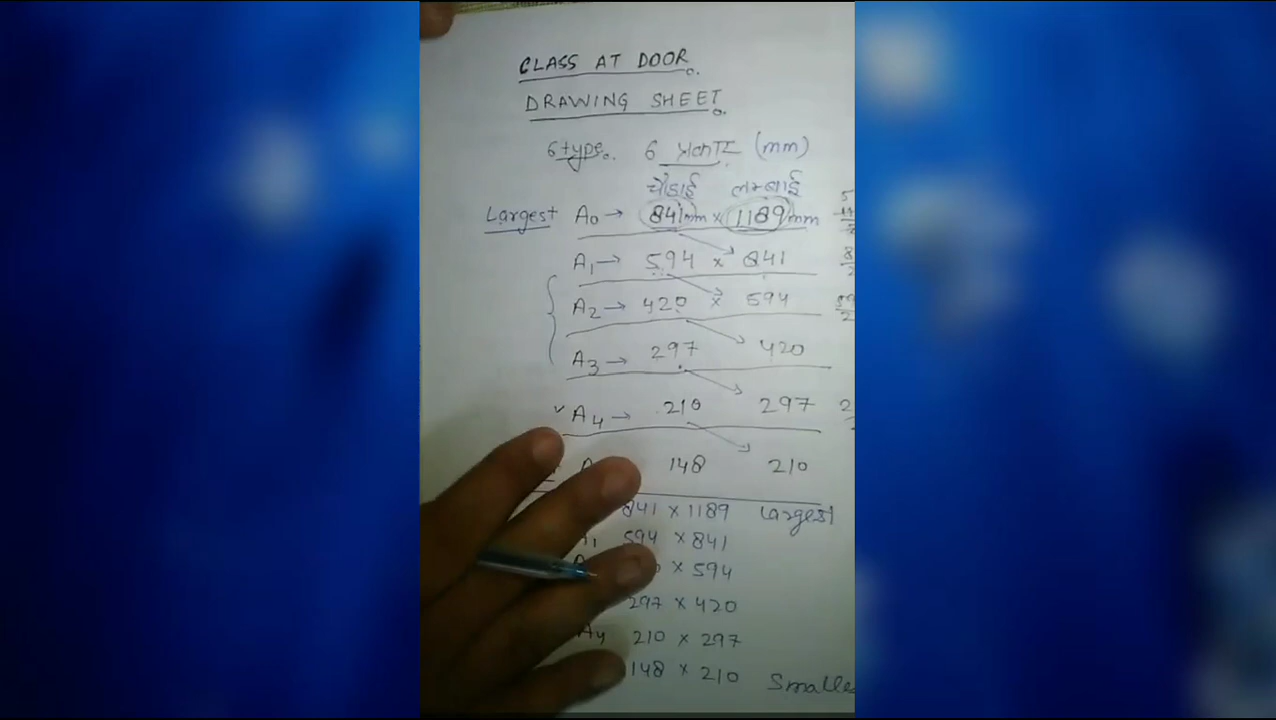 CLASS AT DOOR
DRAWING SHEET
6 type. 6 प्रकार (mm)
चौड़ाई लम्बाई
Largest A0 → 841mm × 1189mm
A1 → 594 × 841
A2 → 420 × 594
A3 → 297 420
✓ A4 → 210 297
148 210
841 × 1189 Largest
594 × 841
× 594
297 × 420
A4 210 × 297
148 × 210